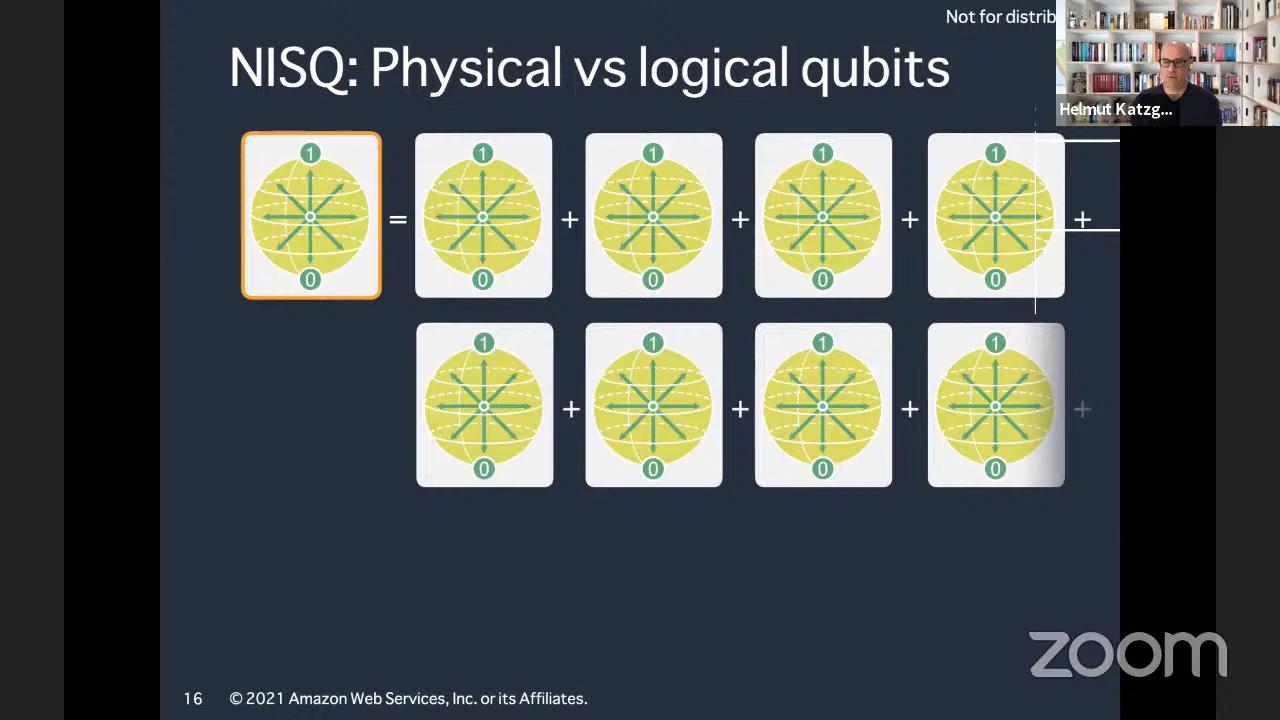 Not for distrib
NISQ: Physical vs logical qubits
Helmut Katzg...
1 1 1 1 1
= + + + +
0 0 0 0 0
1 1 1 1
+ + + +
0 0 0 0
zoom
16 © 2021 Amazon Web Services, Inc. or its Affiliates.